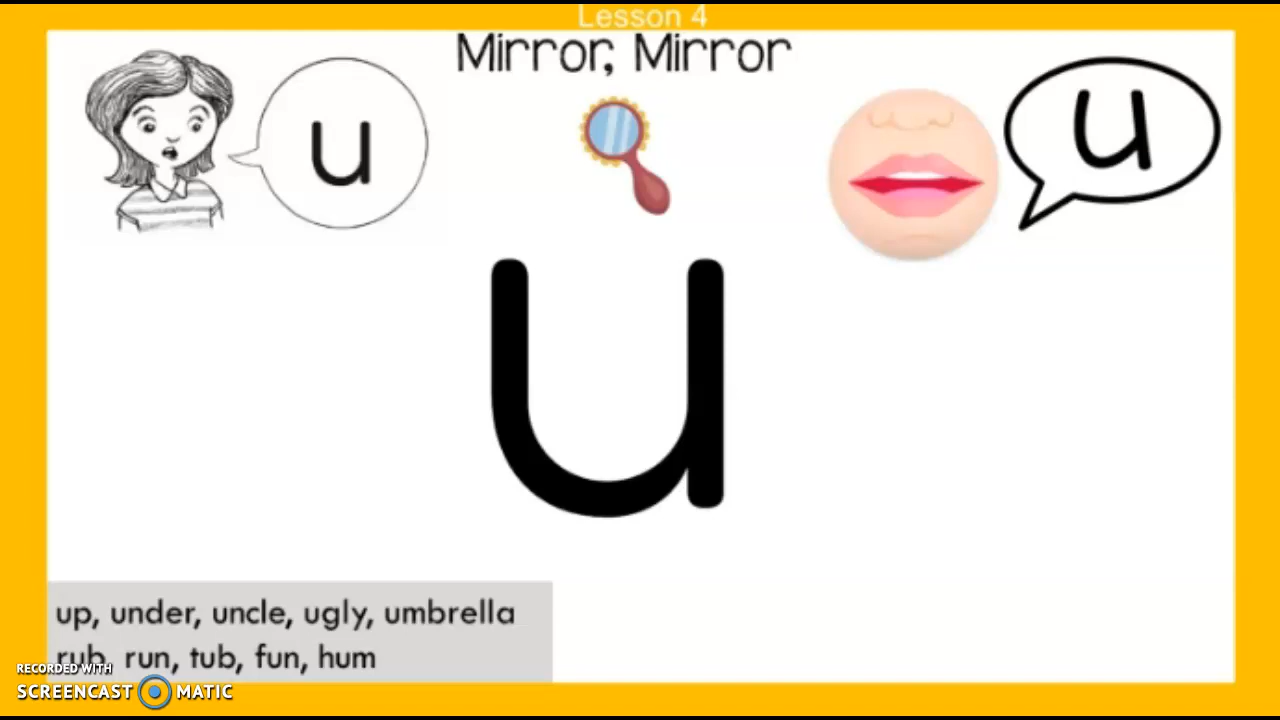 Lesson 4
Mirror, Mirror
u
u
u
up, under, uncle, ugly, umbrella
rub, run, tub, fun, hum
RECORDED WITH
SCREENCAST MATIC